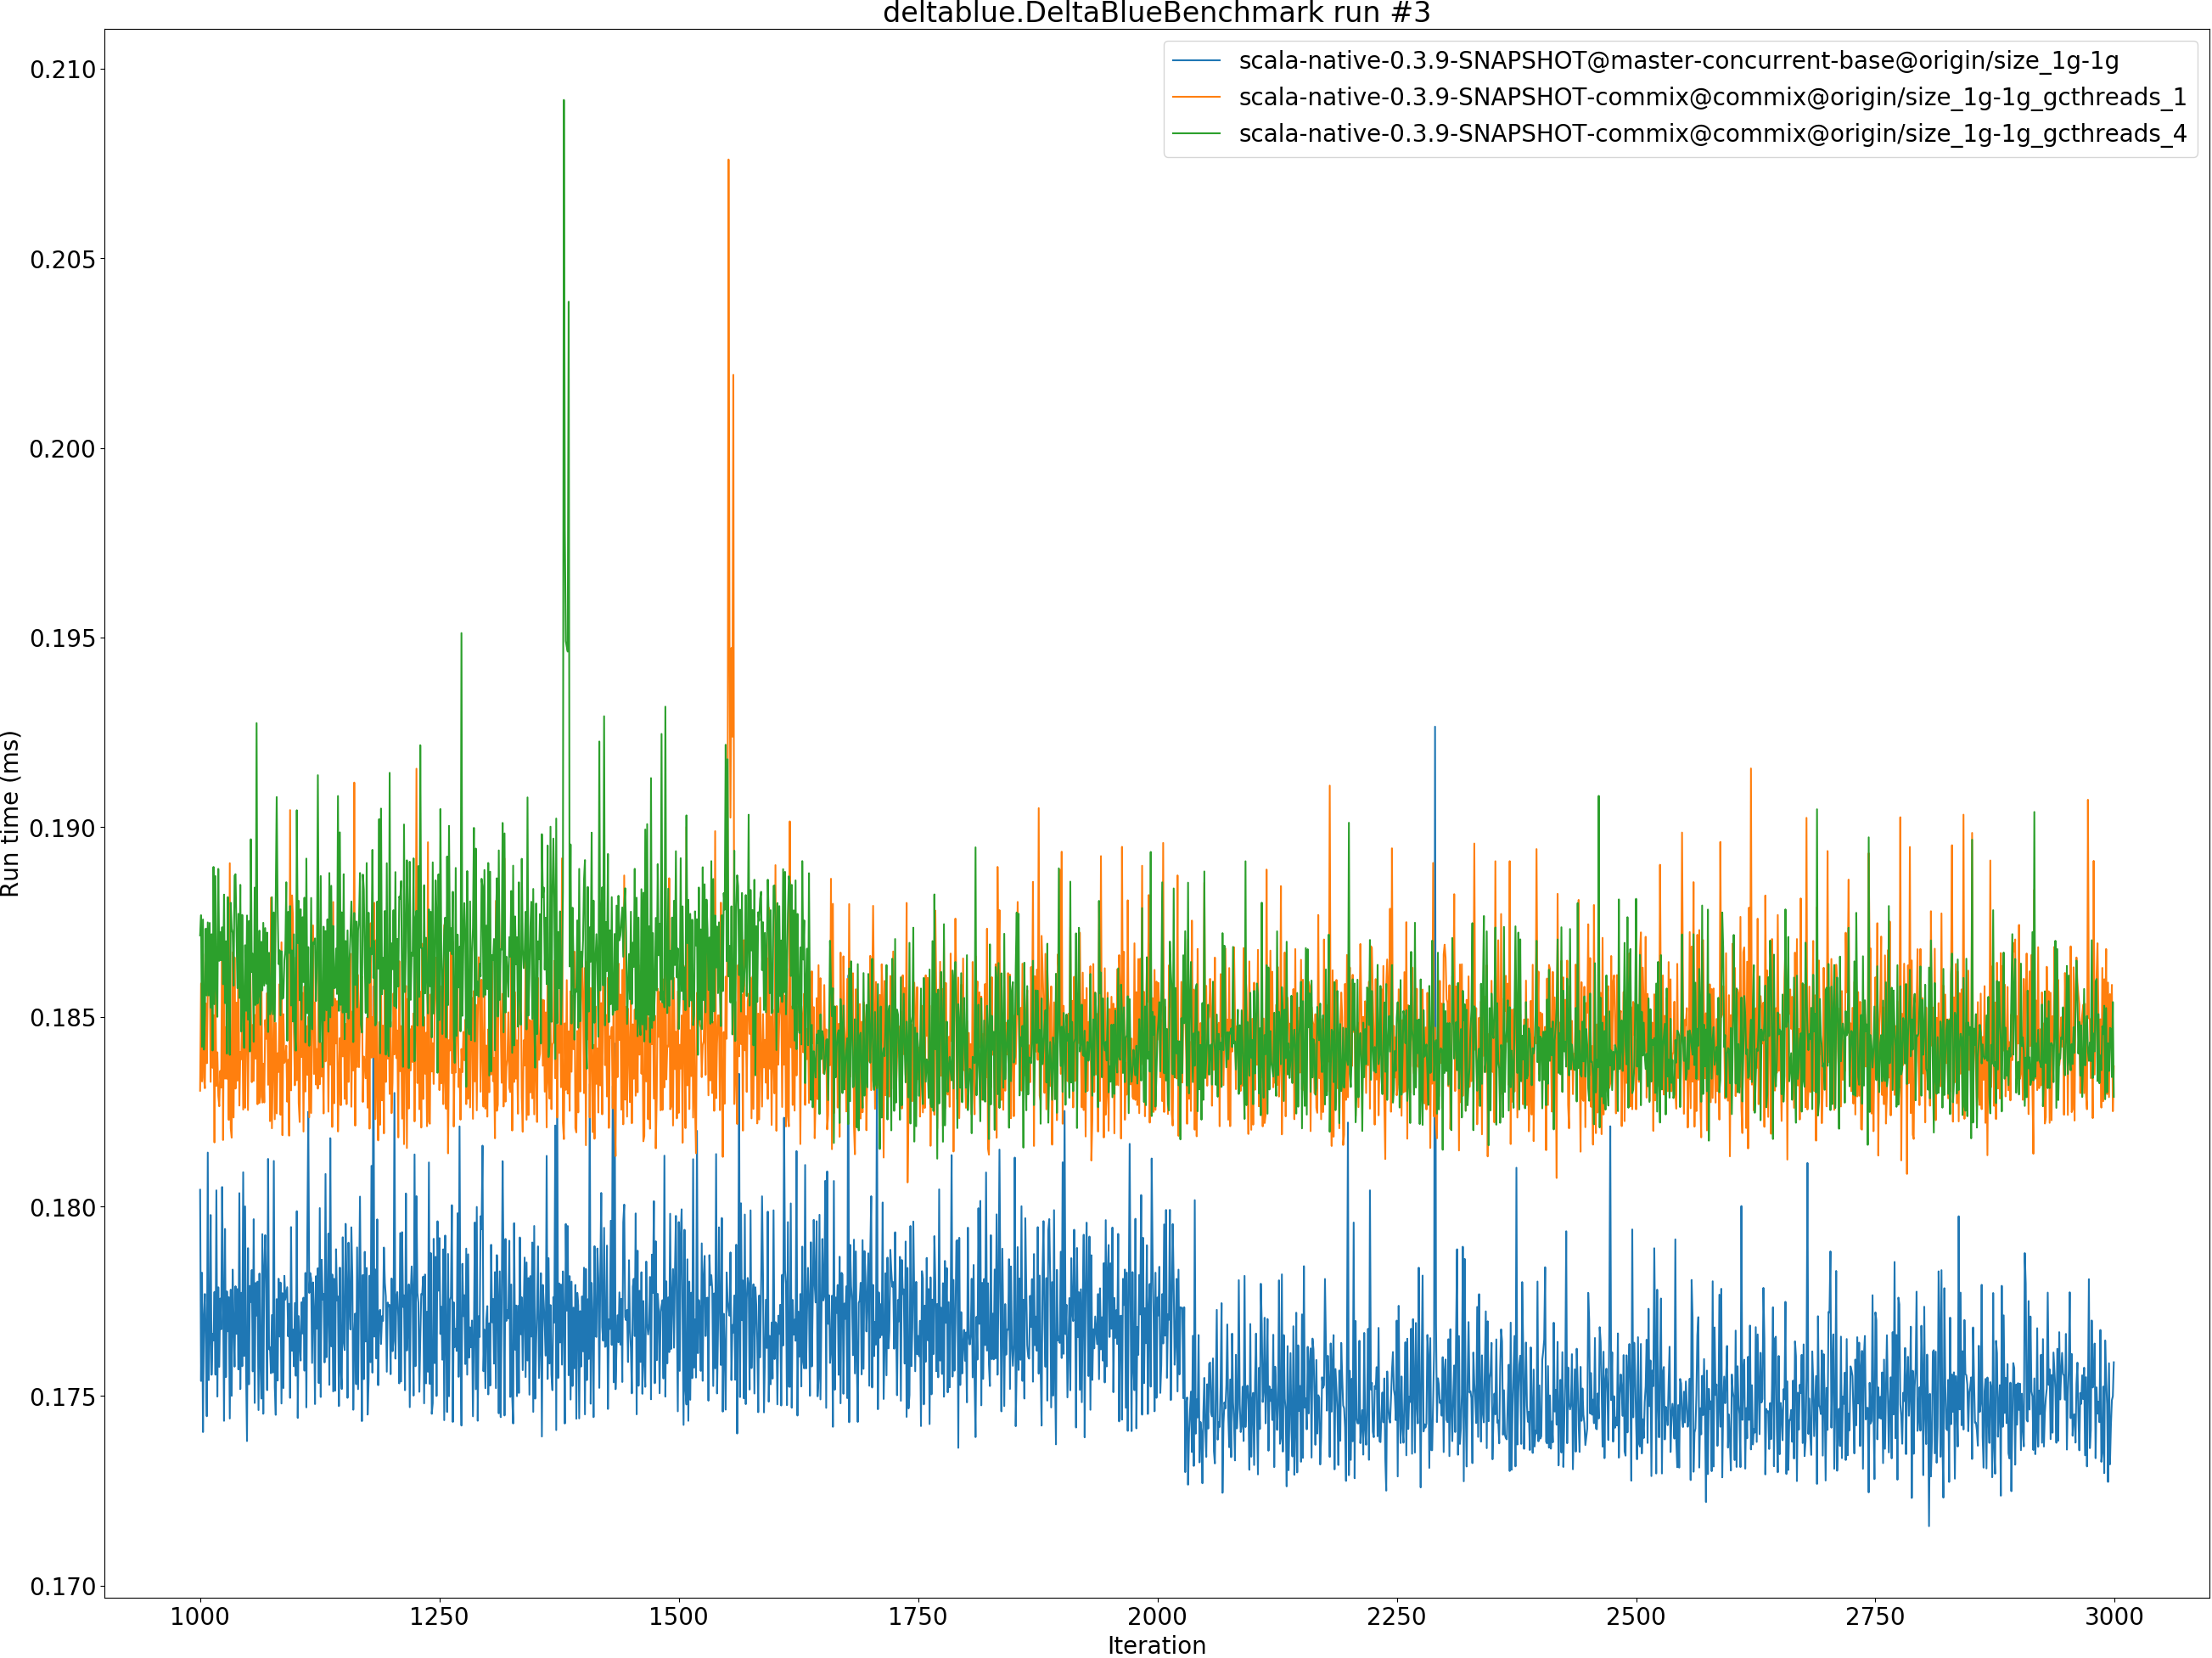 deltablue.DeltaBlueBenchmark run #3
scala-native-0.3.9-SNAPSHOT@master-concurrent-base@origin/size_1g-1g
scala-native-0.3.9-SNAPSHOT-commix@commix@origin/size_1g-1g_gcthreads_1
scala-native-0.3.9-SNAPSHOT-commix@commix@origin/size_1g-1g_gcthreads_4
Run time (ms)
0.210
0.205
0.200
0.195
0.190
0.185
0.180
0.175
0.170
1000 1250 1500 1750 2000 2250 2500 2750 3000
Iteration